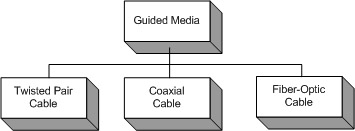 Guided Media
Twisted Pair
Cable
Coaxial
Cable
Fiber-Optic
Cable